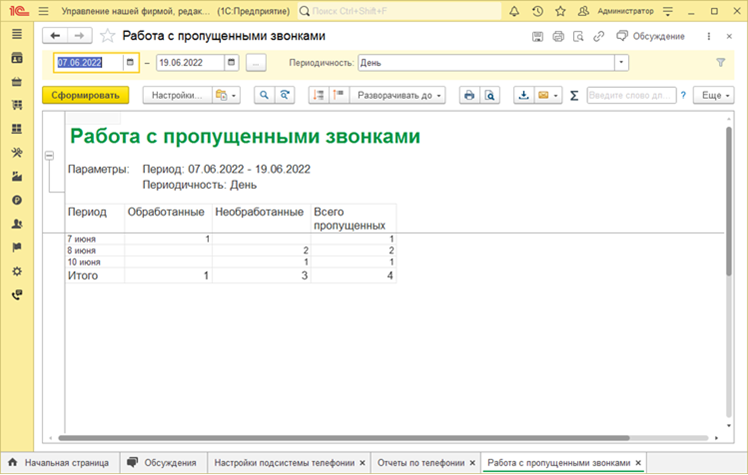 1С Управление нашей фирмой, редак... (1С:Предприятие) Поиск Ctrl+Shift+F Администратор
Работа с пропущенными звонками Обсуждение
07.06.2022 – 19.06.2022 ... Периодичность: День
Сформировать Настройки... Разворачивать до Σ Введите слово дл... ? Еще
Работа с пропущенными звонками
Параметры: Период: 07.06.2022 - 19.06.2022
Периодичность: День
Период Обработанные Необработанные Всего
пропущенных
7 июня 1 1
8 июня 2 2
10 июня 1 1
Итого 1 3 4
Начальная страница Обсуждения Настройки подсистемы телефонии Отчеты по телефонии Работа с пропущенными звонками